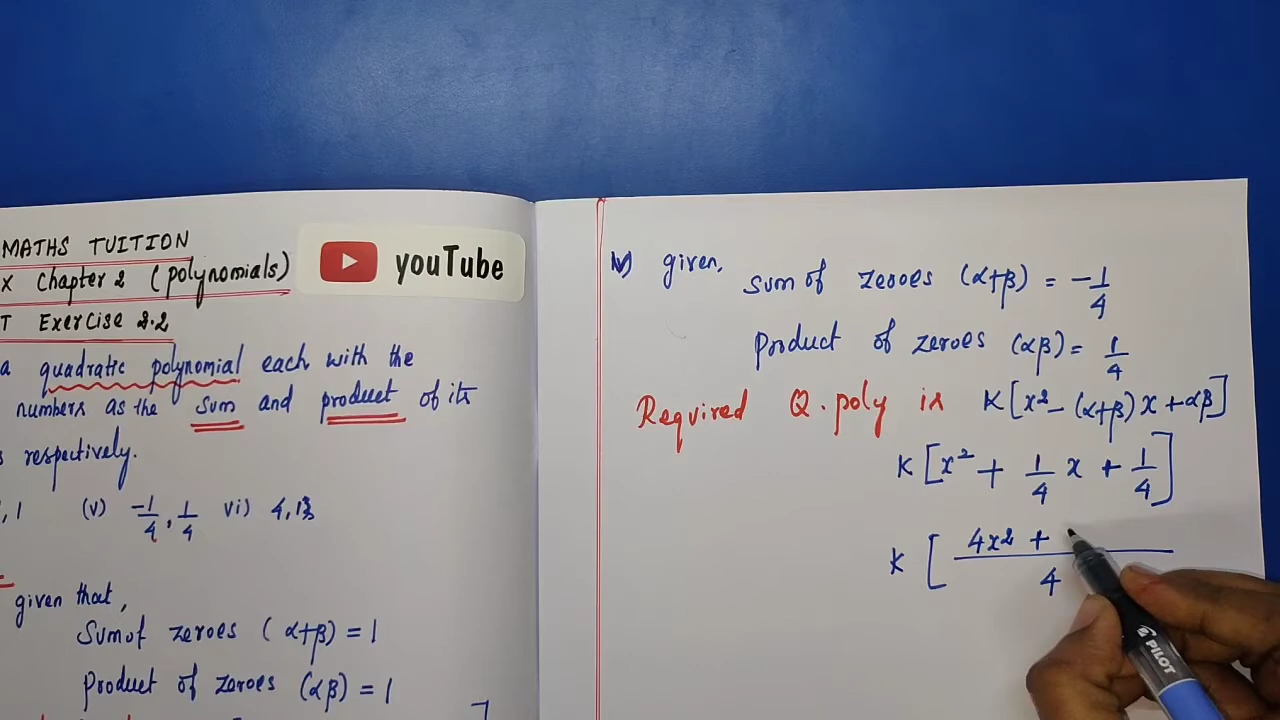 MATHS TUITION
X Chapter 2 (polynomials)
T Exercise 2.2
a quadratic polynomial each with the
numbers as the sum and product of its
s respectively.
, 1 (v) -1/4, 1/4 vi) 4,1
given that,
Sum of zeroes (α+β) = 1
product of zeroes (αβ) = 1
youTube
v) given, sum of zeroes (α+β) = -1/4
product of zeroes (αβ) = 1/4
Required Q. poly is K[x² - (α+β)x + αβ]
K[x² + 1/4 x + 1/4]
K[4x² + / 4
PILOT